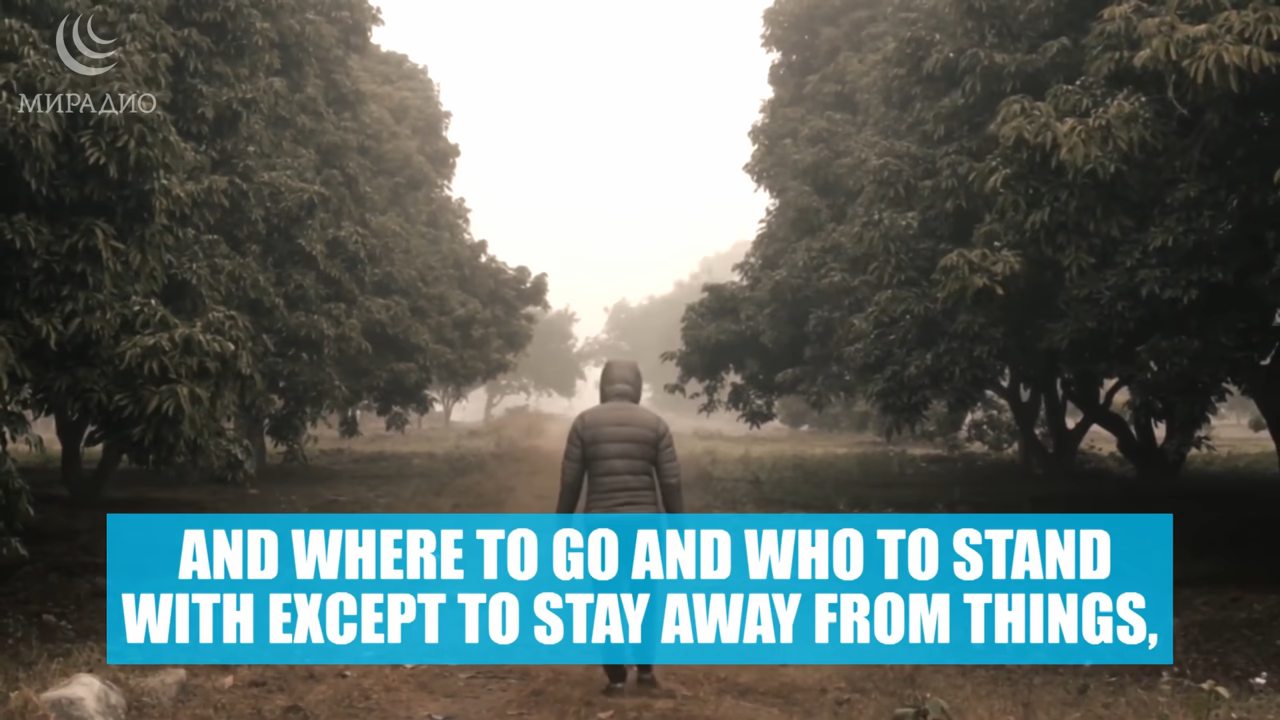 МИРАДИО
AND WHERE TO GO AND WHO TO STAND
WITH EXCEPT TO STAY AWAY FROM THINGS,